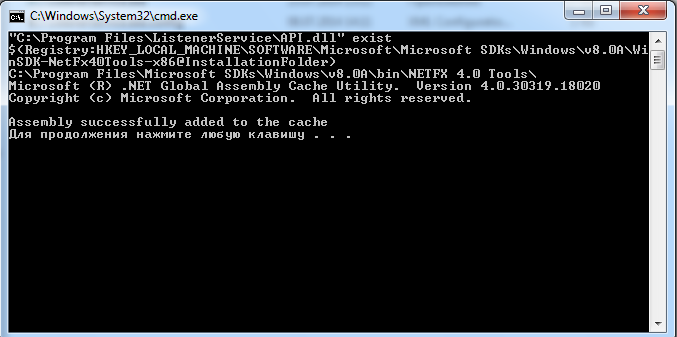 C:\Windows\System32\cmd.exe
"C:\Program Files\ListenerService\API.dll" exist
$(Registry:HKEY_LOCAL_MACHINE\SOFTWARE\Microsoft\Microsoft SDKs\Windows\v8.0A\Wi
nSDK-NetFx40Tools-x86@InstallationFolder)
C:\Program Files\Microsoft SDKs\Windows\v8.0A\bin\NETFX 4.0 Tools\
Microsoft (R) .NET Global Assembly Cache Utility.  Version 4.0.30319.18020
Copyright (c) Microsoft Corporation.  All rights reserved.
Assembly successfully added to the cache
Для продолжения нажмите любую клавишу . . .